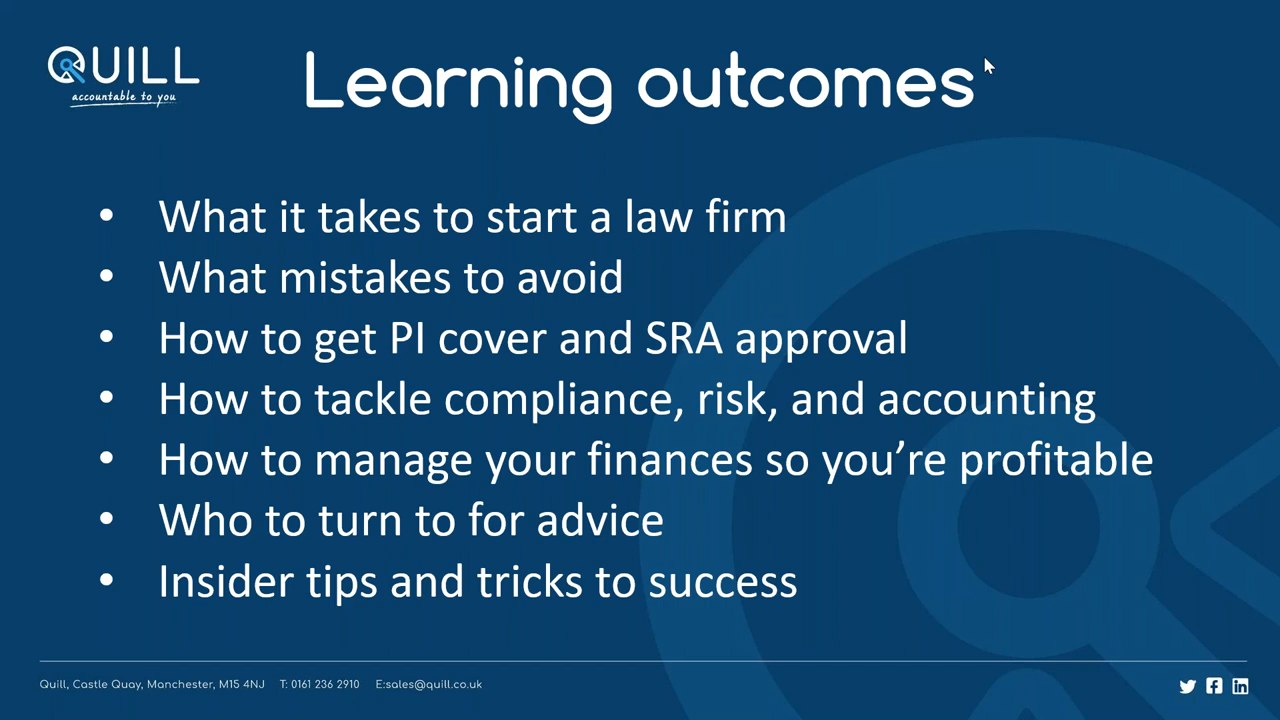 QUILL
accountable to you
Learning outcomes
• What it takes to start a law firm
• What mistakes to avoid
• How to get PI cover and SRA approval
• How to tackle compliance, risk, and accounting
• How to manage your finances so you’re profitable
• Who to turn to for advice
• Insider tips and tricks to success
Quill, Castle Quay, Manchester, M15 4NJ T: 0161 236 2910 E:sales@quill.co.uk